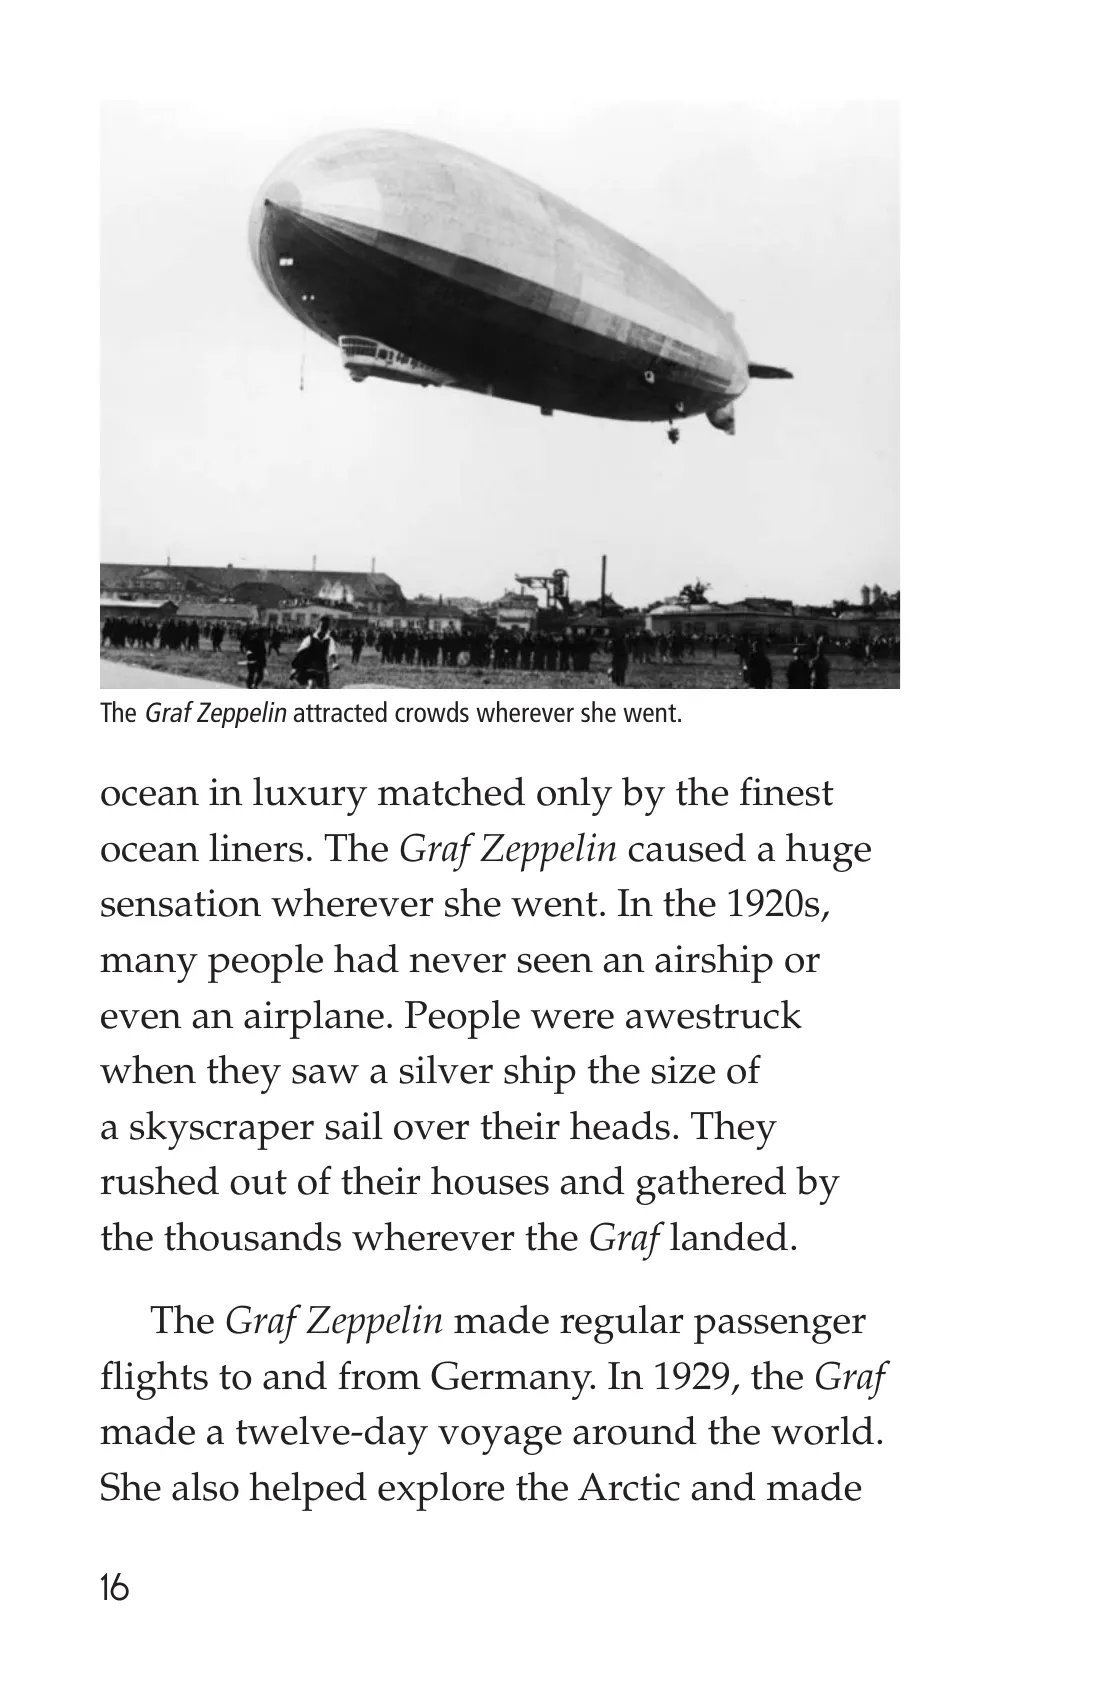 The Graf Zeppelin attracted crowds wherever she went.
ocean in luxury matched only by the finest
ocean liners. The Graf Zeppelin caused a huge
sensation wherever she went. In the 1920s,
many people had never seen an airship or
even an airplane. People were awestruck
when they saw a silver ship the size of
a skyscraper sail over their heads. They
rushed out of their houses and gathered by
the thousands wherever the Graf landed.
The Graf Zeppelin made regular passenger
flights to and from Germany. In 1929, the Graf
made a twelve-day voyage around the world.
She also helped explore the Arctic and made
16